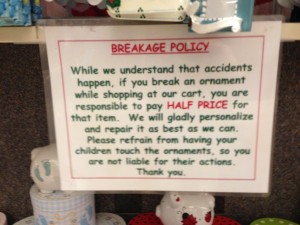 BREAKAGE POLICY
While we understand that accidents
happen, if you break an ornament
while shopping at our cart, you are
responsible to pay HALF PRICE for
that item. We will gladly personalize
and repair it as best as we can.
Please refrain from having your
children touch the ornaments, so you
are not liable for their actions.
Thank you.